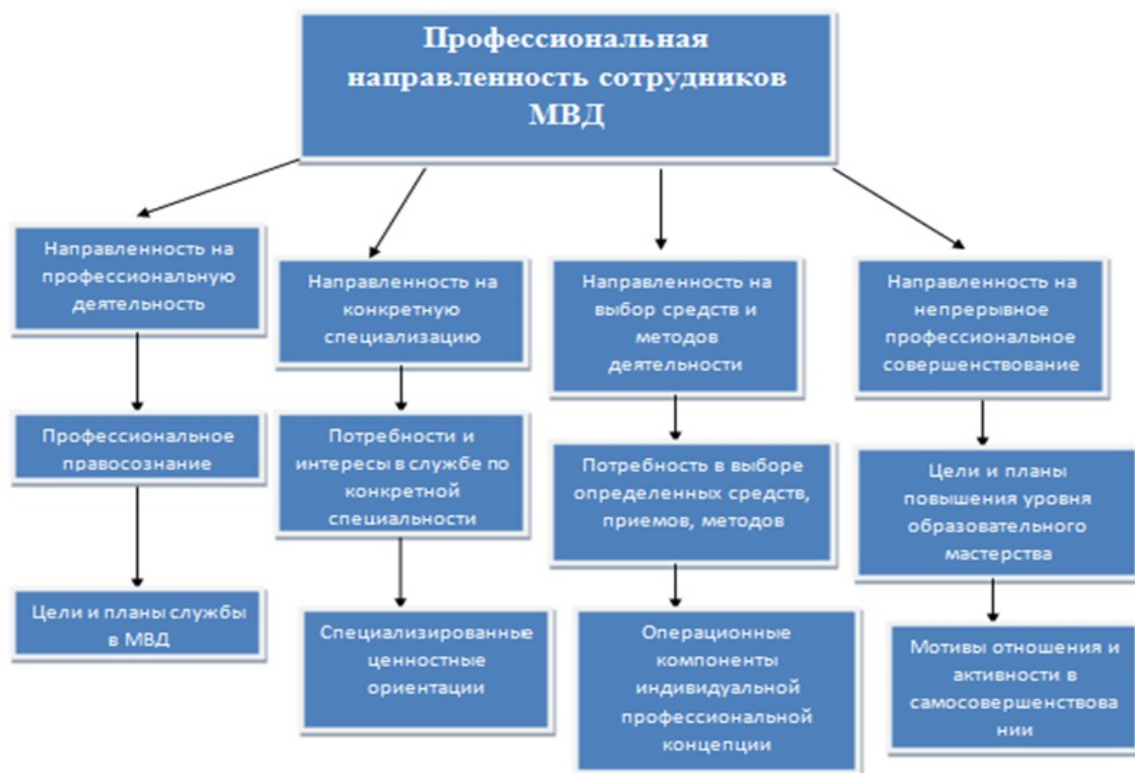 Профессиональная
направленность сотрудников
МВД
Направленность на
профессиональную
деятельность
Направленность на
конкретную
специализацию
Направленность на
выбор средств и
методов
деятельности
Направленность на
непрерывное
профессиональное
совершенствование
Профессиональное
правосознание
Потребности и
интересы в службе по
конкретной
специальности
Потребность в выборе
определенных средств,
приемов, методов
Цели и планы
повышения уровня
образовательного
мастерства
Цели и планы службы
в МВД
Специализированные
ценностные
ориентации
Операционные
компоненты
индивидуальной
профессиональной
концепции
Мотивы отношения и
активности в
самосовершенствова
нии